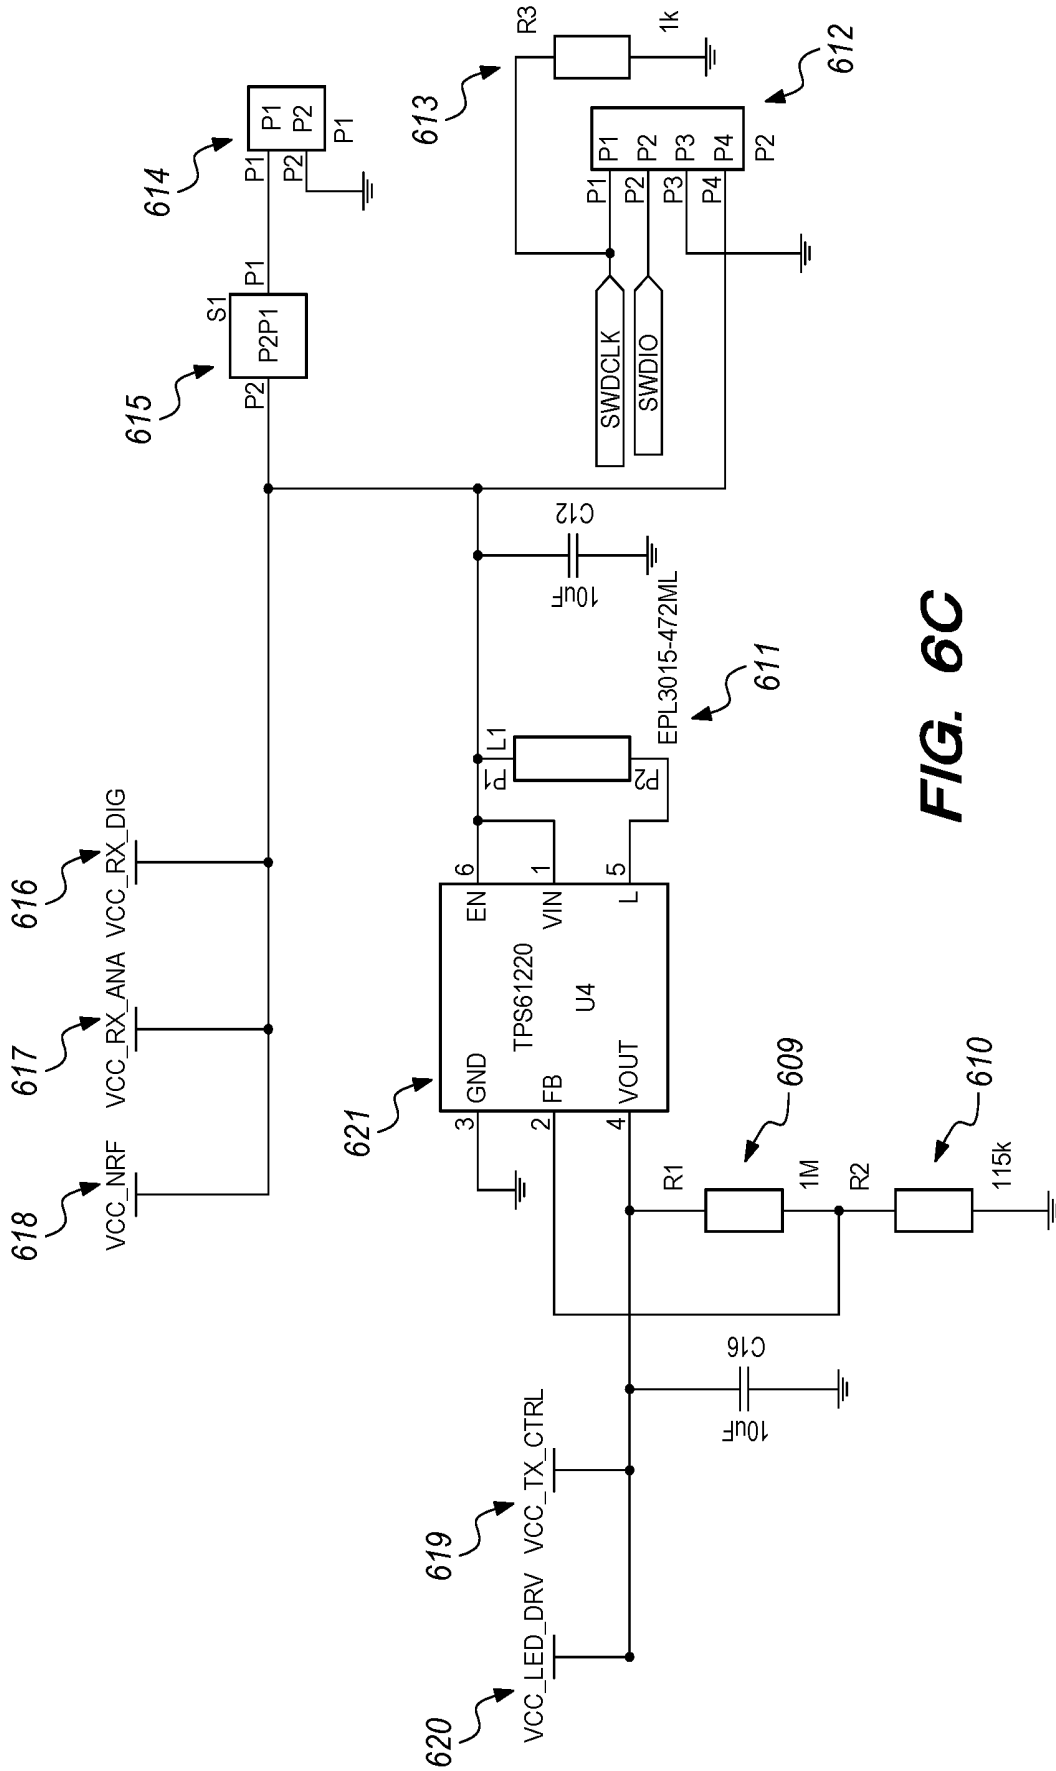 618
VCC_NRF
617
VCC_RX_ANA
616
VCC_RX_DIG
615
S1
P2
P2P1
P1
614
P1
P2
P1
P2
P1
620
VCC_LED_DRV
619
VCC_TX_CTRL
10uF
C16
621
3
GND
2
FB
4
VOUT
TPS61220
U4
EN
6
VIN
1
L
5
R1
1M
609
R2
115k
610
P1
L1
P2
EPL3015-472ML
611
10uF
C12
SWDCLK
SWDIO
P1
P2
P3
P4
P1
P2
P3
P4
P2
612
613
R3
1k
FIG. 6C